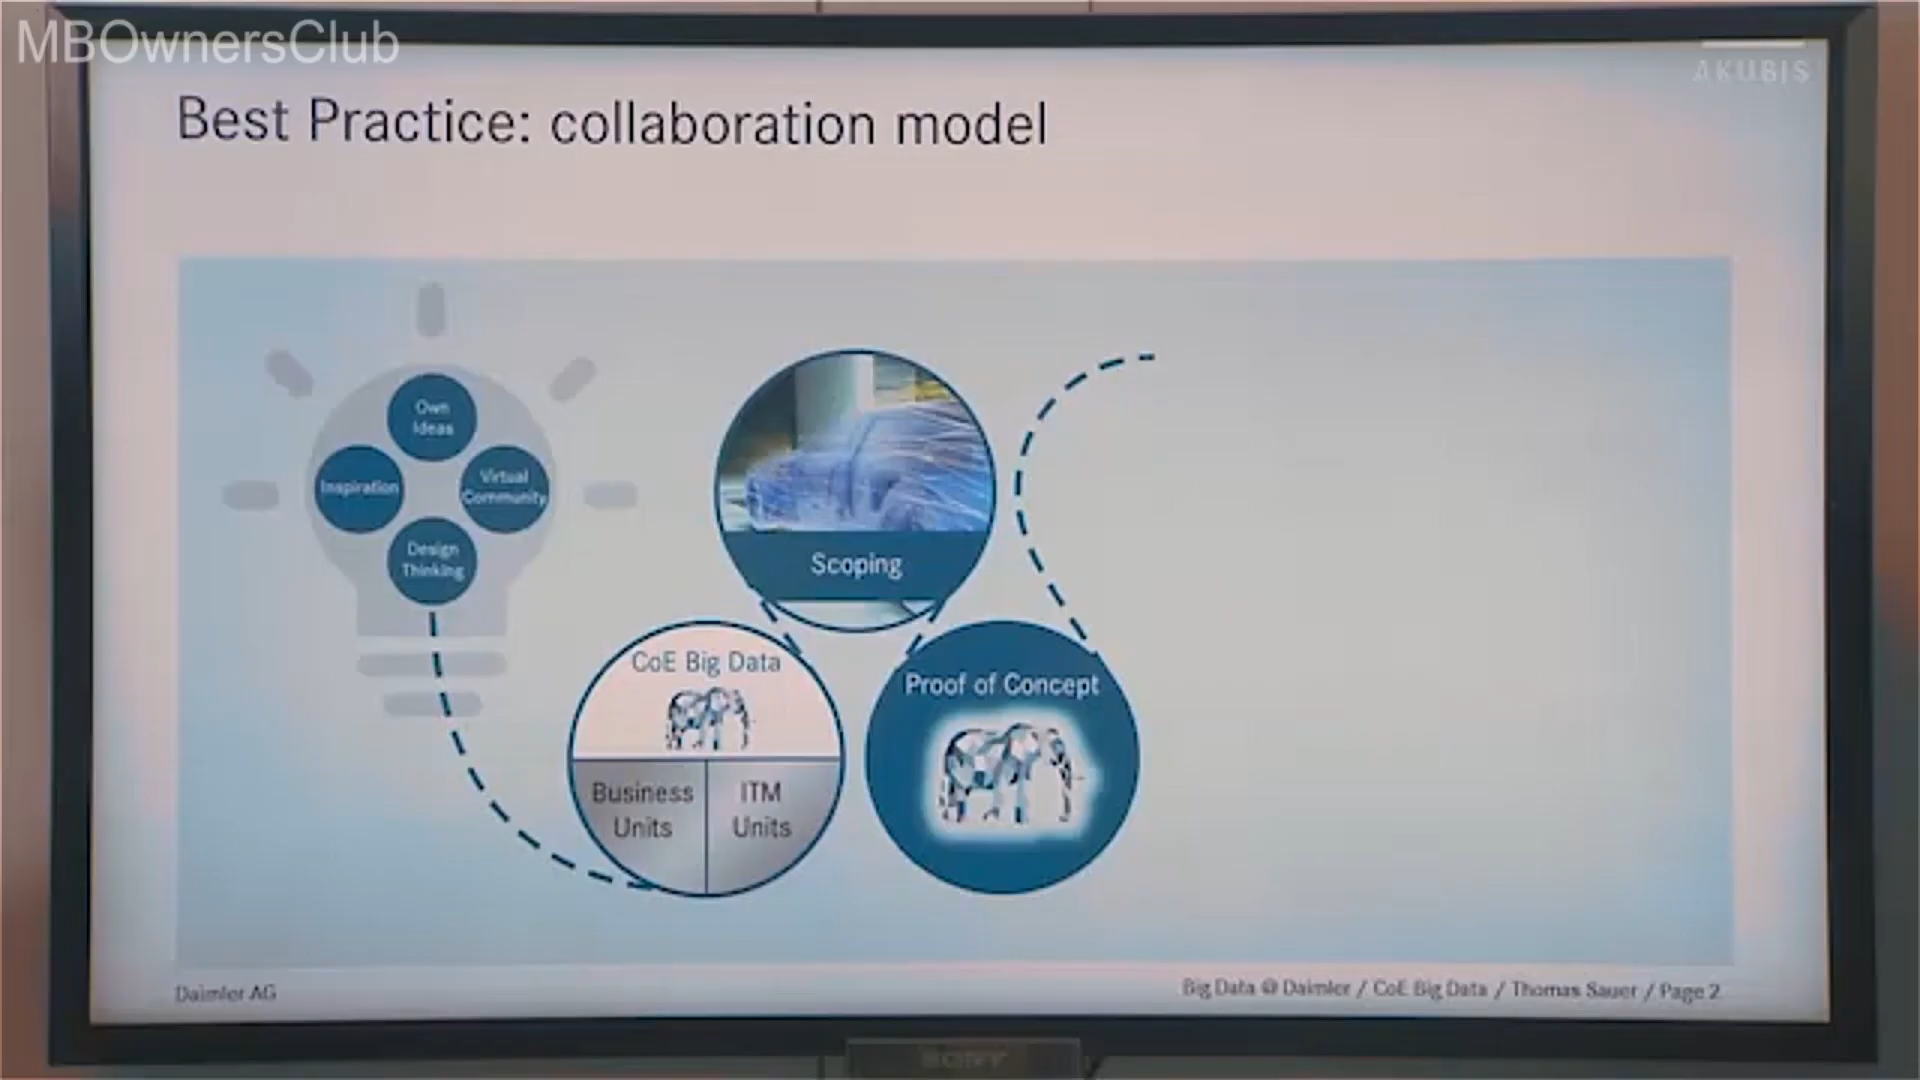 MBOwnersClub
AKUBIS
Best Practice: collaboration model
Own
Ideas
Inspiration
Virtual
Community
Design
Thinking
Scoping
CoE Big Data
Business
Units
ITM
Units
Proof of Concept
Daimler AG
Big Data @ Daimler / CoE Big Data / Thomas Sauer / Page 2
SONY